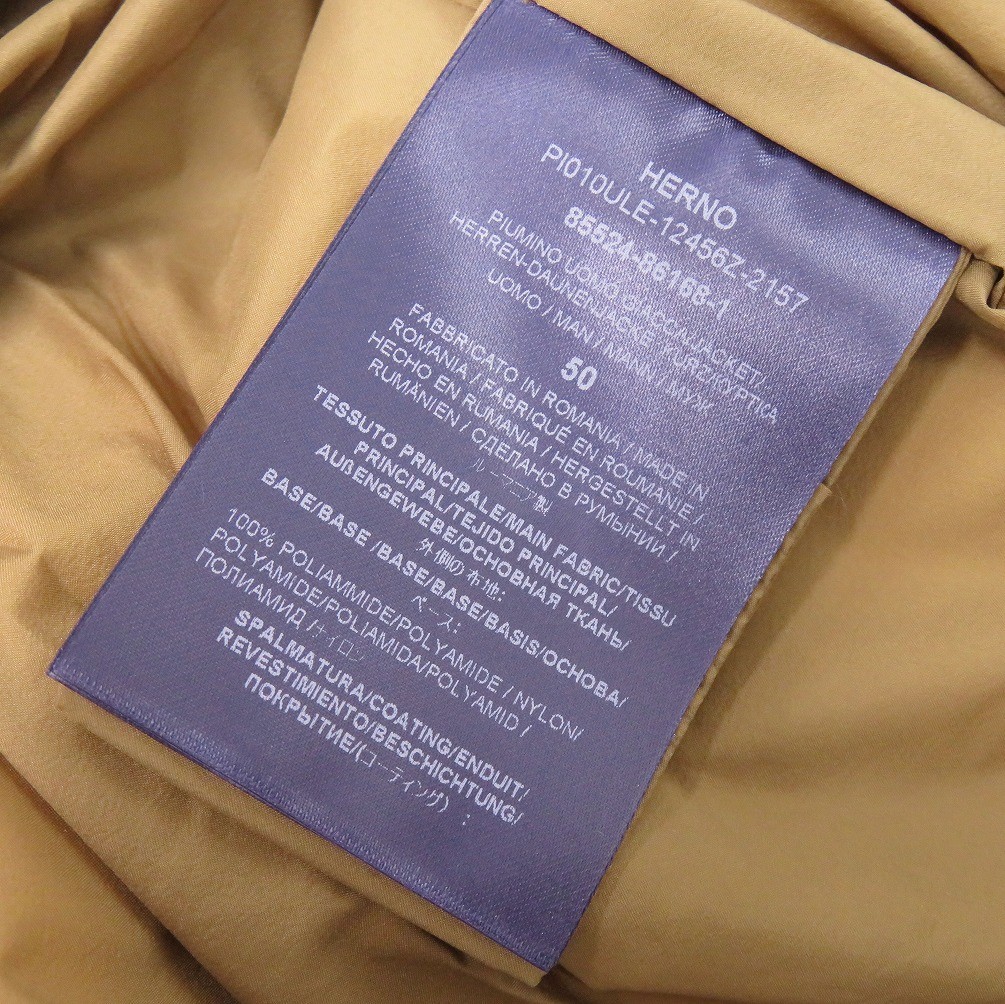 HERNO
PI010ULE-12456Z-2157
85524-86168-1
PIUMINO UOMO GIACCA/JACKET/
HERREN-DAUNENJACKE, KURZ/КУРТКА
UOMO / MAN / MANN / МУЖ
50
FABBRICATO IN ROMANIA / MADE IN
ROMANIA / FABRIQUÉ EN ROUMANIE /
HECHO EN RUMANIA / HERGESTELLT IN
RUMÄNIEN / СДЕЛАНО В РУМЫНИИ /
ルーマニア製
TESSUTO PRINCIPALE/MAIN FABRIC/TISSU
PRINCIPAL/TEJIDO PRINCIPAL/
AUßENGEWEBE/ОСНОВНАЯ ТКАНЬ/
外側の布地:
BASE/BASE /BASE/BASE/BASIS/ОСНОВА/
ベース:
100% POLIAMMIDE/POLYAMIDE / NYLON/
POLYAMIDE/POLIAMIDA/POLYAMID /
ПОЛИАМИД /ナイロン
SPALMATURA/COATING/ENDUIT/
REVESTIMIENTO/BESCHICHTUNG/
ПОКРЫТИЕ/(コーティング) :